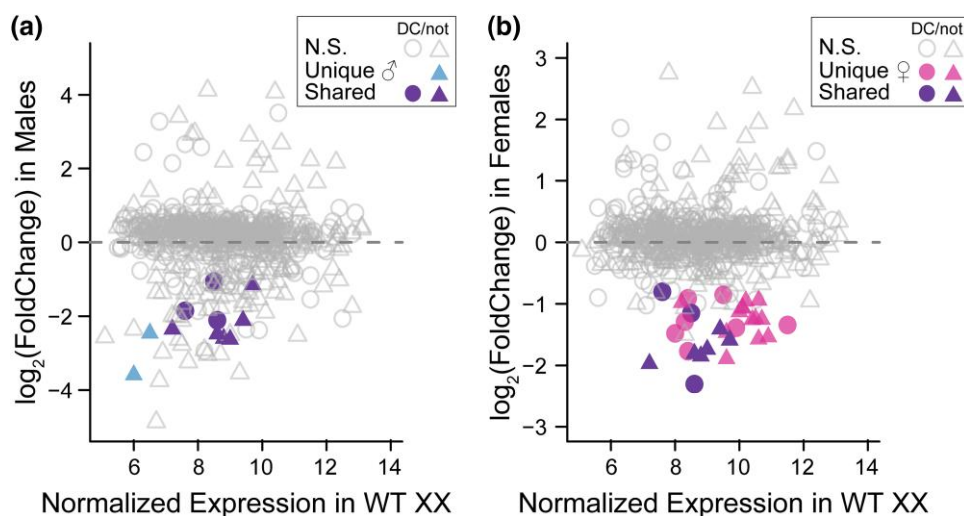 (a)
DC/not
N.S.
Unique ♂
Shared
log2(FoldChange) in Males
4
2
0
−2
−4
6 8 10 12 14
Normalized Expression in WT XX
(b)
DC/not
N.S.
Unique ♀
Shared
log2(FoldChange) in Females
3
2
1
0
−1
−2
−3
6 8 10 12 14
Normalized Expression in WT XX